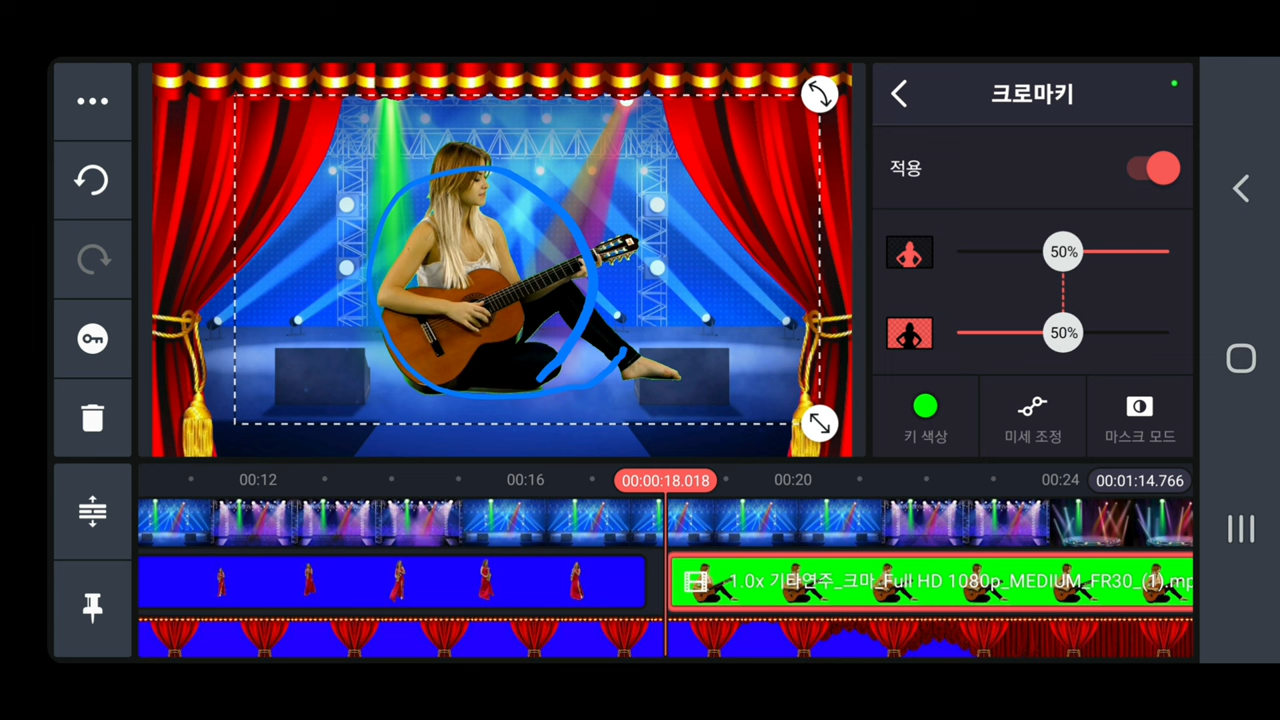 크로마키
적용
50%
50%
키 색상
미세 조정
마스크 모드
00:12
00:16
00:00:18.018
00:20
00:24
00:01:14.766
1.0x 기타연주_크마_Full HD 1080p_MEDIUM_FR30_(1).mp